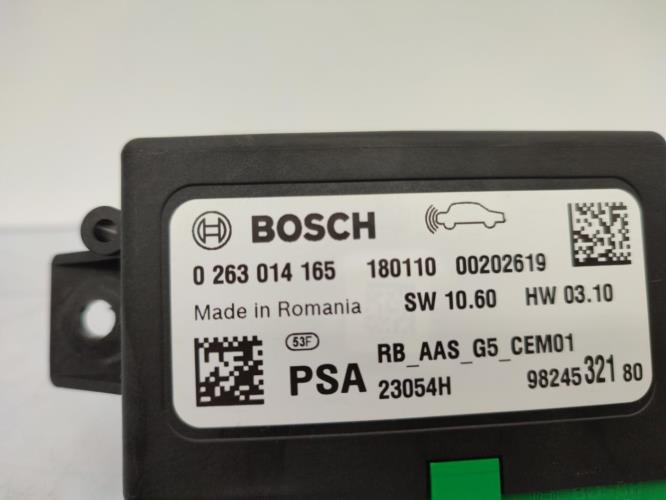 BOSCH
0 263 014 165 180110 00202619
Made in Romania SW 10.60 HW 03.10
53F RB_AAS_G5_CEM01
PSA 23054H 98245 321 80